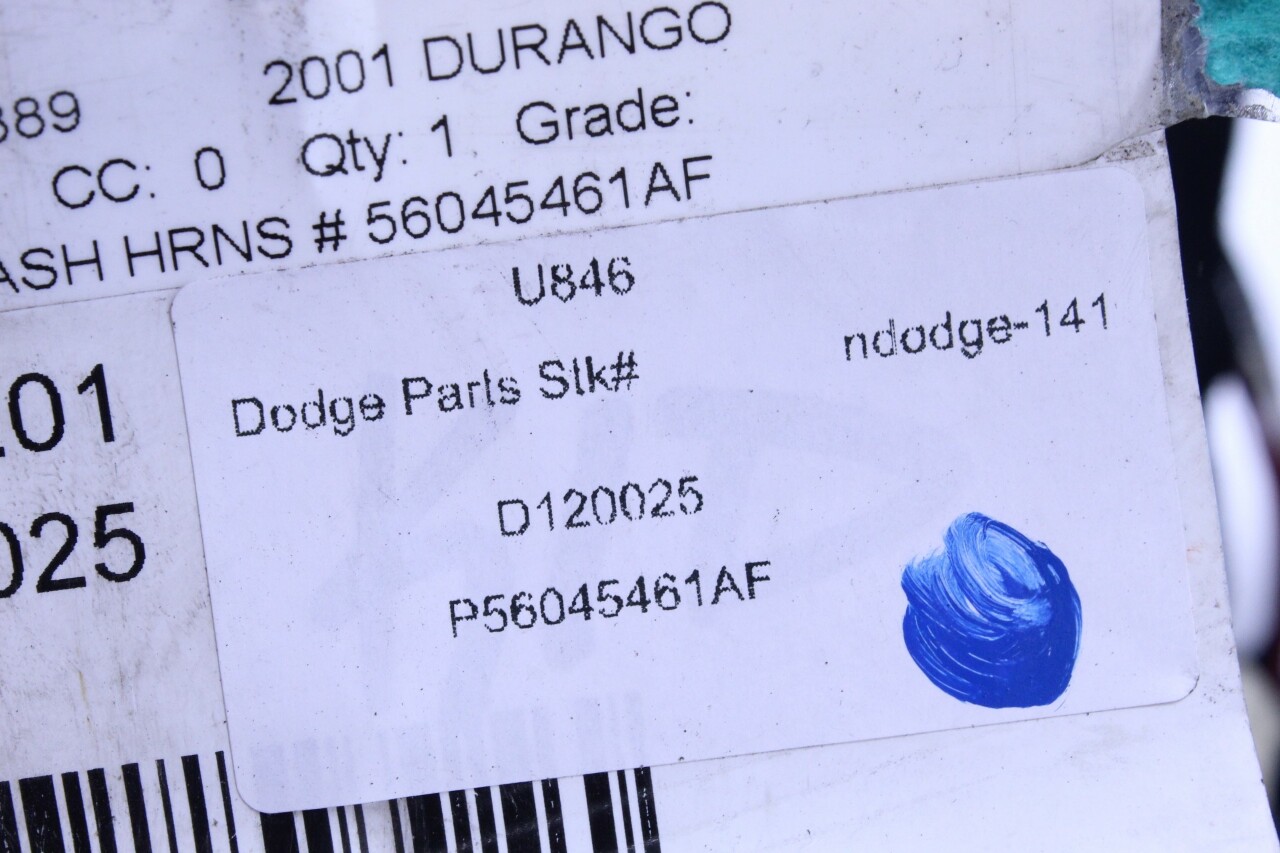 2001 DURANGO
389
CC: 0 Qty: 1 Grade:
ASH HRNS # 56045461AF
U846
ndodge-141
Dodge Parts Stk#
01
D120025
025
P56045461AF